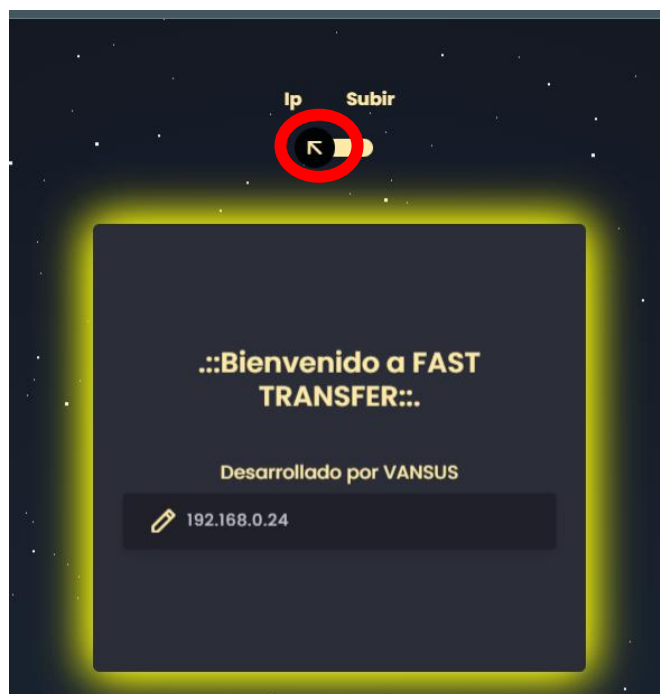 Ip Subir
.::Bienvenido a FAST
TRANSFER::.
Desarrollado por VANSUS
192.168.0.24